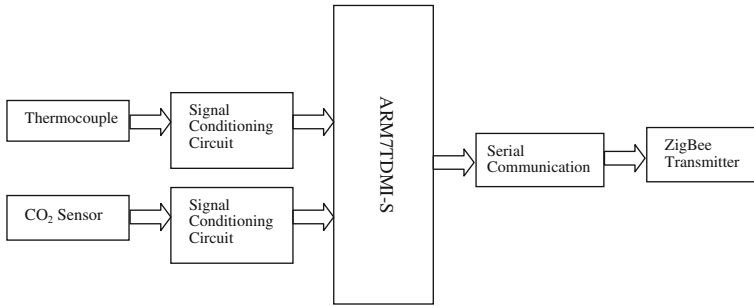 Thermocouple
Signal
Conditioning
Circuit
CO₂ Sensor
Signal
Conditioning
Circuit
ARM7TDMI-S
Serial
Communication
ZigBee
Transmitter